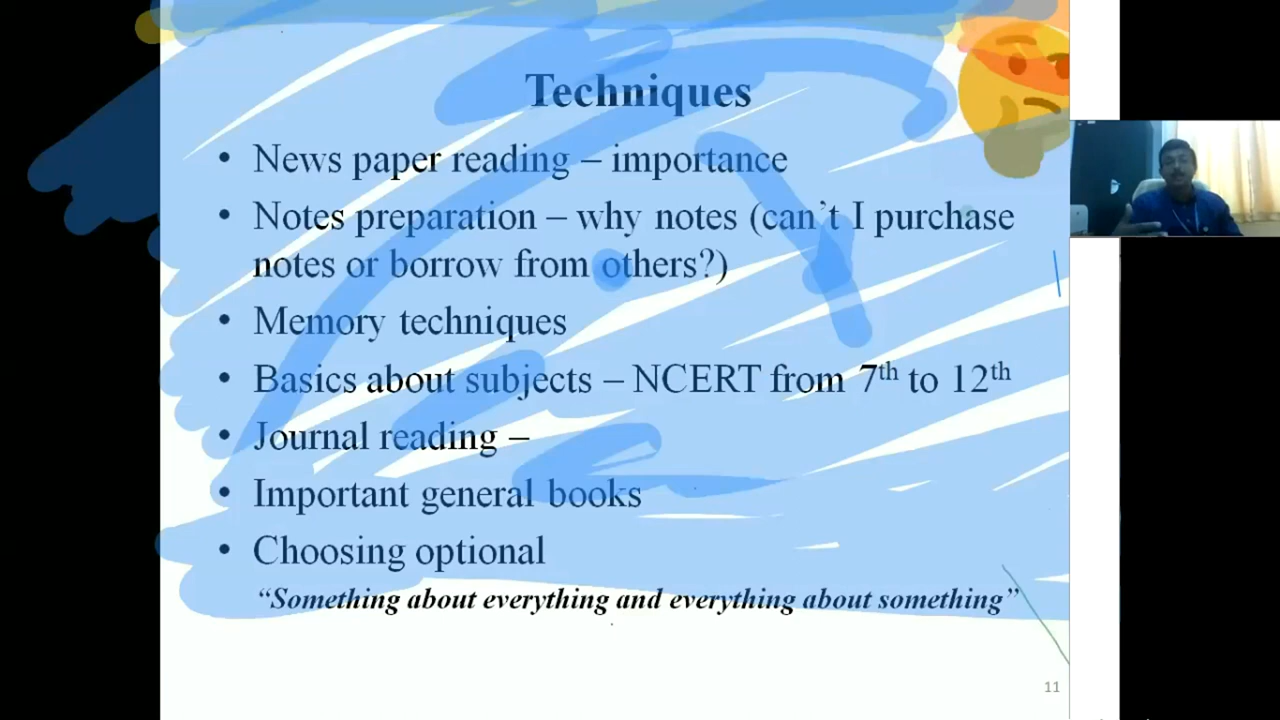 Techniques
• News paper reading – importance
• Notes preparation – why notes (can't I purchase
notes or borrow from others?)
• Memory techniques
• Basics about subjects – NCERT from 7th to 12th
• Journal reading –
• Important general books
• Choosing optional
“Something about everything and everything about something”
11